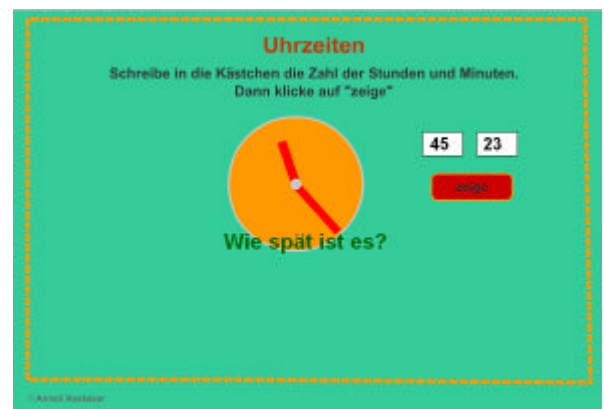 Uhrzeiten
Schreibe in die Kästchen die Zahl der Stunden und Minuten.
Dann klicke auf "zeige"
45 23
zeige
Wie spät ist es?